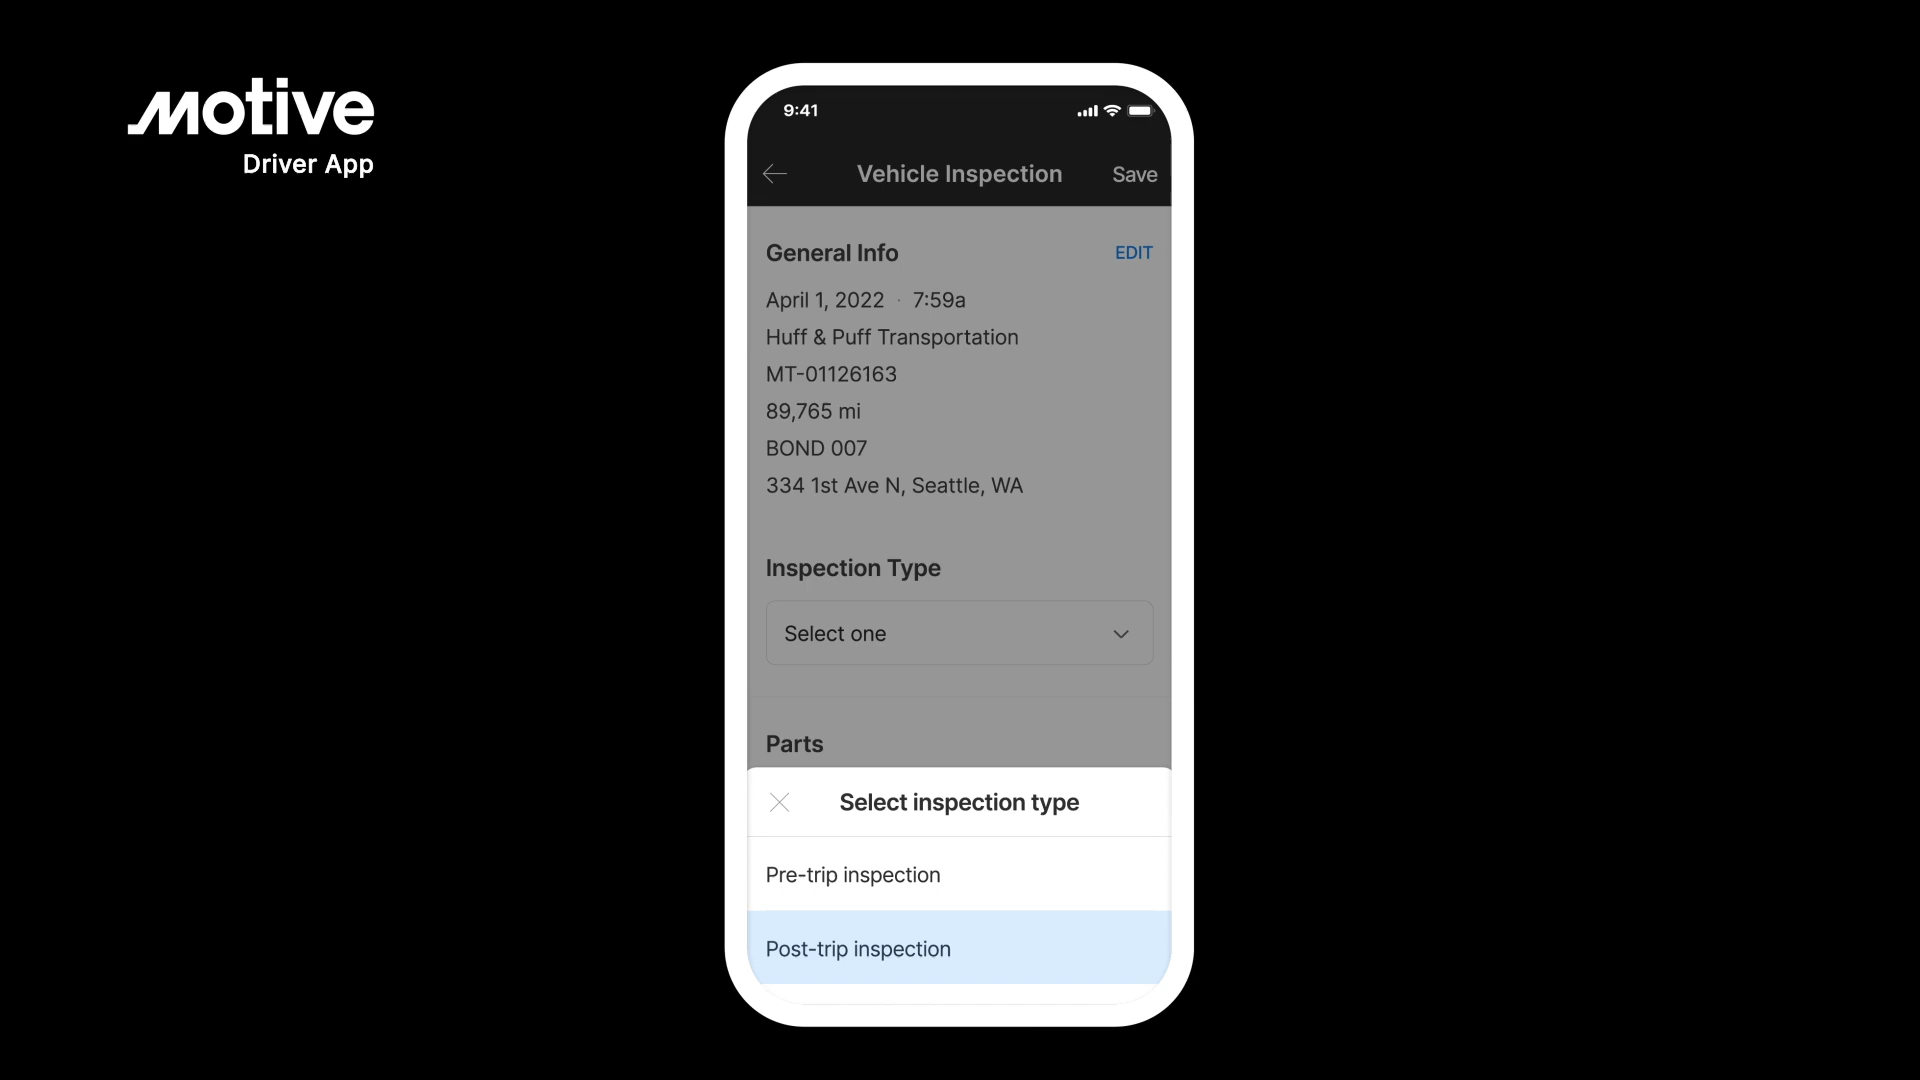 Motive
Driver App
9:41
Vehicle Inspection
Save
General Info
EDIT
April 1, 2022 · 7:59a
Huff & Puff Transportation
MT-01126163
89,765 mi
BOND 007
334 1st Ave N, Seattle, WA
Inspection Type
Select one
Parts
Select inspection type
Pre-trip inspection
Post-trip inspection